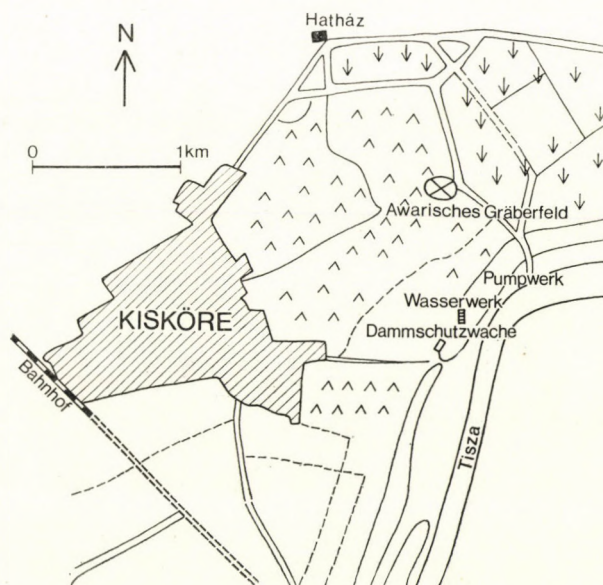 Hatház
N
0 1km
Awarisches Gräberfeld
Pumpwerk
Wasserwerk
KISKÖRE
Dammschutzwache
Bahnhof
Tisza